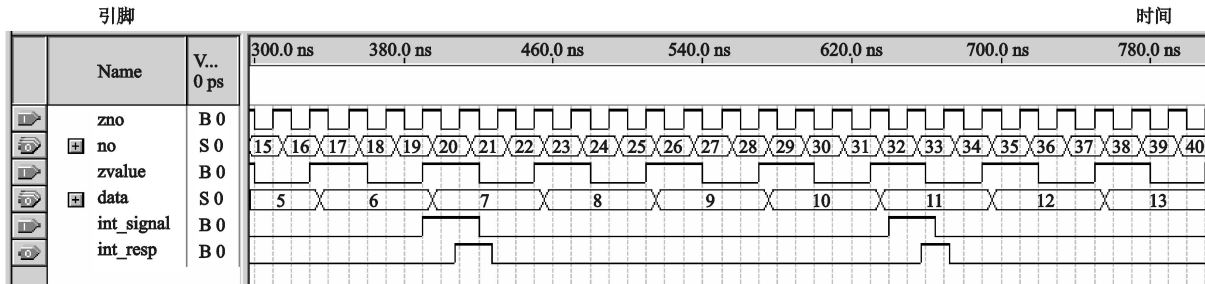 引脚 时间
Name V... 0 ps 300.0 ns 380.0 ns 460.0 ns 540.0 ns 620.0 ns 700.0 ns 780.0 ns
zno B 0
no S 0 15 16 17 18 19 20 21 22 23 24 25 26 27 28 29 30 31 32 33 34 35 36 37 38 39 40
zvalue B 0
data S 0 5 6 7 8 9 10 11 12 13
int_signal B 0
int_resp B 0